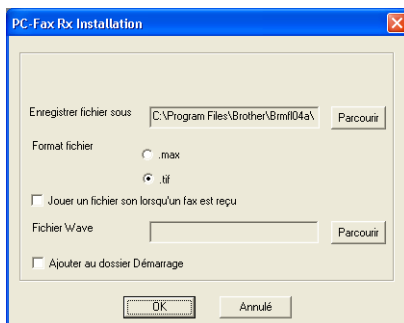 PC-Fax Rx Installation
Enregistrer fichier sous C:\Program Files\Brother\Brmfl04a\ Parcourir
Format fichier
.max
.tif
Jouer un fichier son lorsqu'un fax est reçu
Fichier Wave Parcourir
Ajouter au dossier Démarrage
OK Annulé